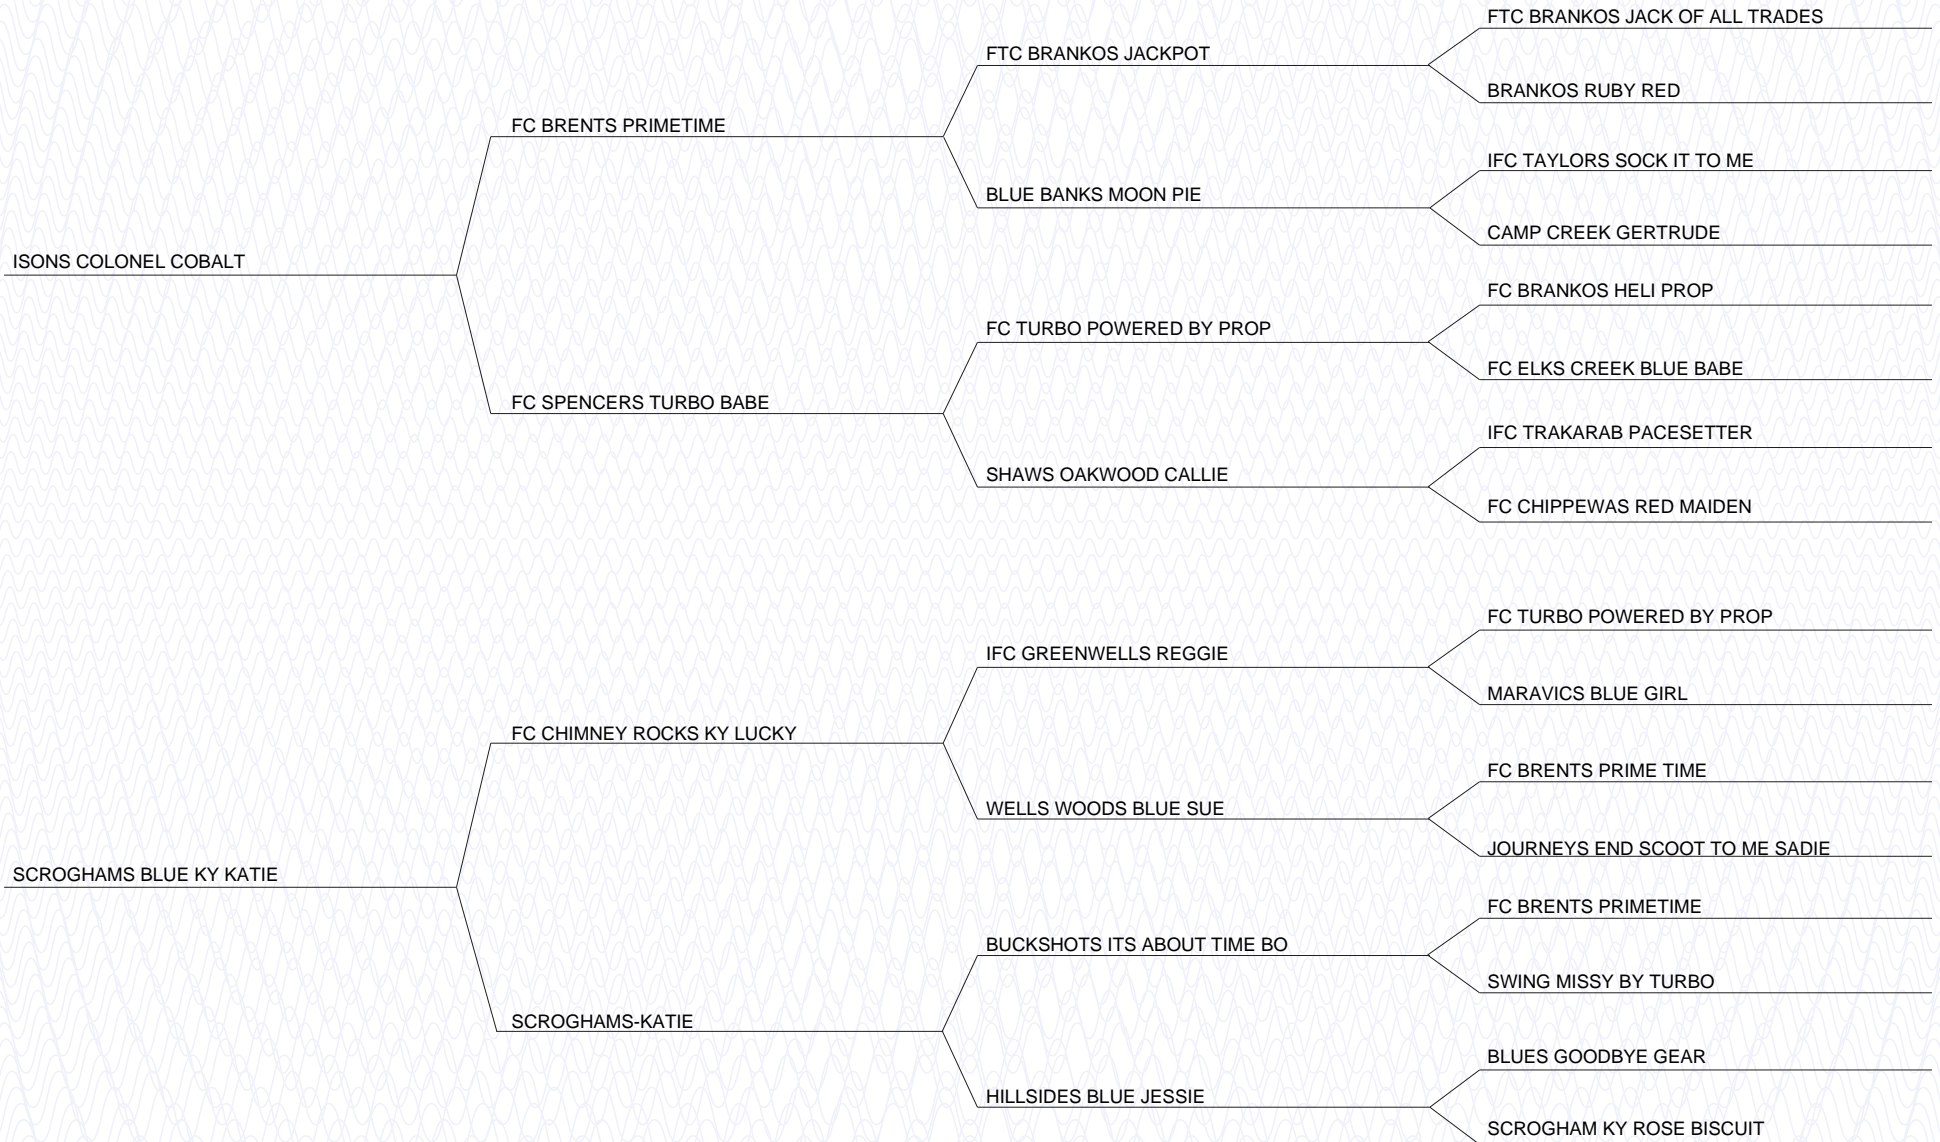 FTC BRANKOS JACK OF ALL TRADES
FTC BRANKOS JACKPOT
BRANKOS RUBY RED
FC BRENTS PRIMETIME
IFC TAYLORS SOCK IT TO ME
BLUE BANKS MOON PIE
CAMP CREEK GERTRUDE
ISONS COLONEL COBALT
FC BRANKOS HELI PROP
FC TURBO POWERED BY PROP
FC ELKS CREEK BLUE BABE
FC SPENCERS TURBO BABE
IFC TRAKARAB PACESETTER
SHAWS OAKWOOD CALLIE
FC CHIPPEWAS RED MAIDEN
FC TURBO POWERED BY PROP
IFC GREENWELLS REGGIE
MARAVICS BLUE GIRL
FC CHIMNEY ROCKS KY LUCKY
FC BRENTS PRIME TIME
WELLS WOODS BLUE SUE
JOURNEYS END SCOOT TO ME SADIE
SCROGHAMS BLUE KY KATIE
FC BRENTS PRIMETIME
BUCKSHOTS ITS ABOUT TIME BO
SWING MISSY BY TURBO
SCROGHAMS-KATIE
BLUES GOODBYE GEAR
HILLSIDES BLUE JESSIE
SCROGHAM KY ROSE BISCUIT